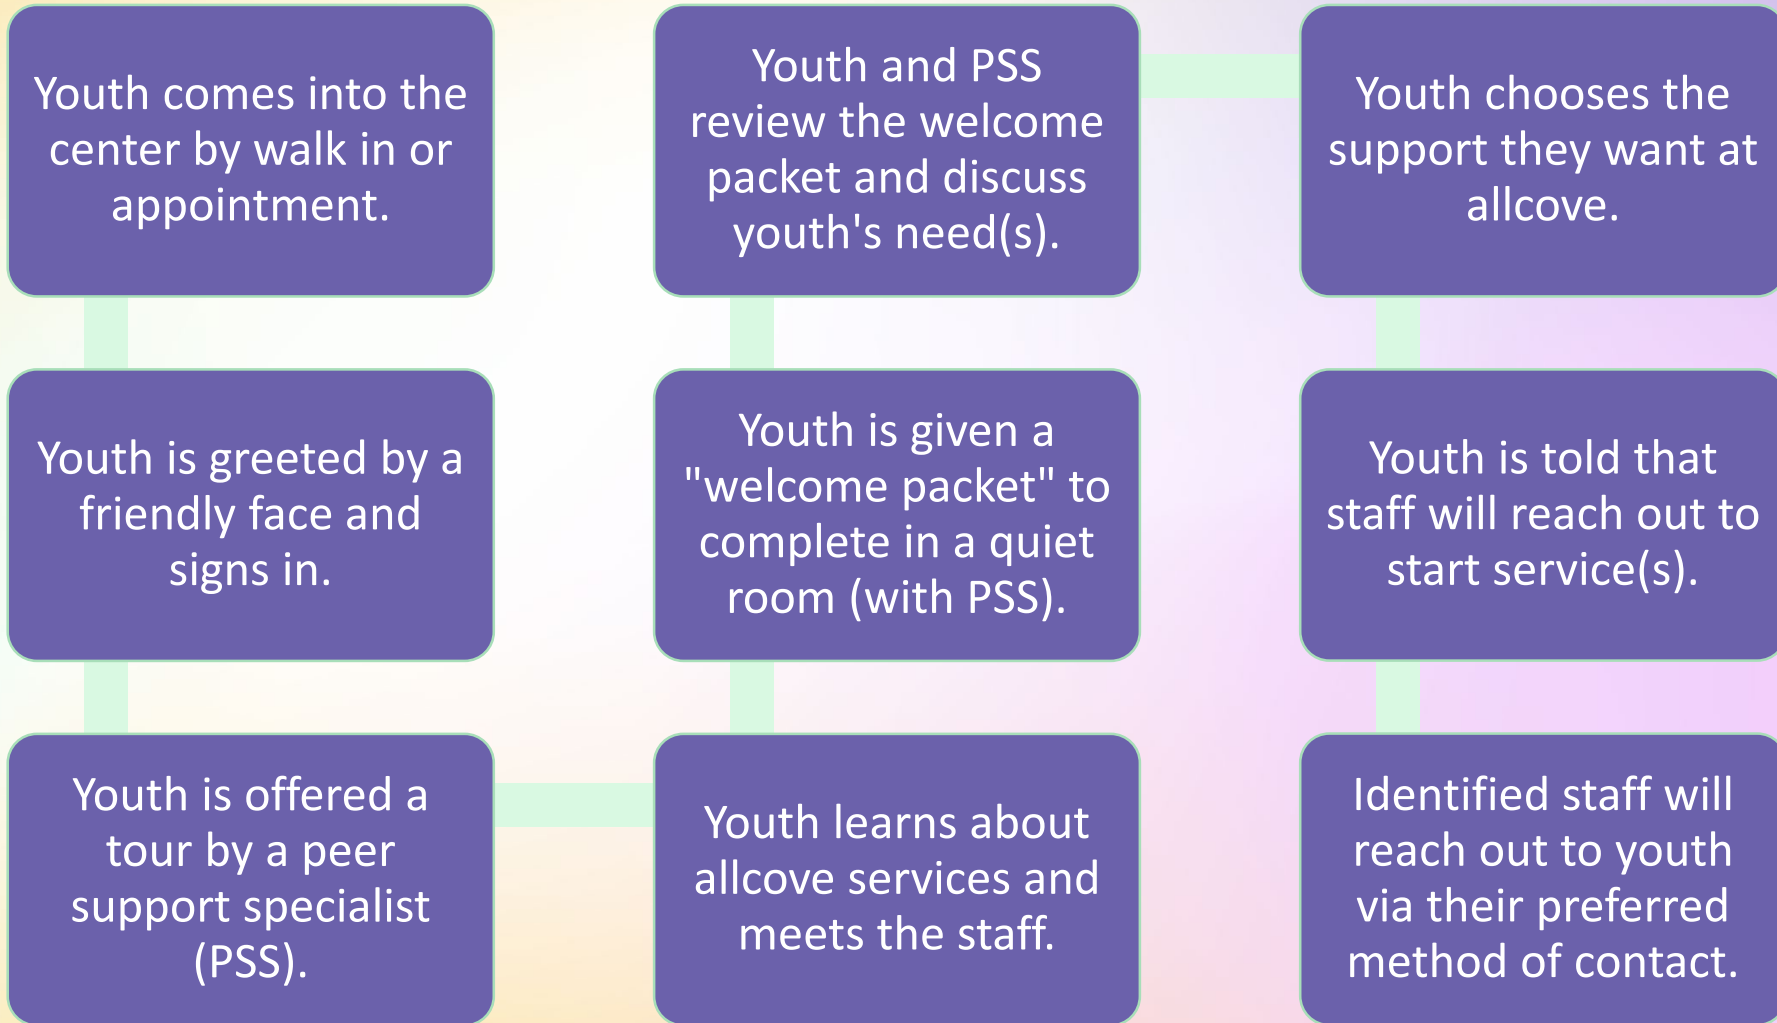 Youth comes into the
center by walk in or
appointment.
Youth is greeted by a
friendly face and
signs in.
Youth is offered a
tour by a peer
support specialist
(PSS).
Youth learns about
allcove services and
meets the staff.
Youth is given a
"welcome packet" to
complete in a quiet
room (with PSS).
Youth and PSS
review the welcome
packet and discuss
youth's need(s).
Youth chooses the
support they want at
allcove.
Youth is told that
staff will reach out to
start service(s).
Identified staff will
reach out to youth
via their preferred
method of contact.